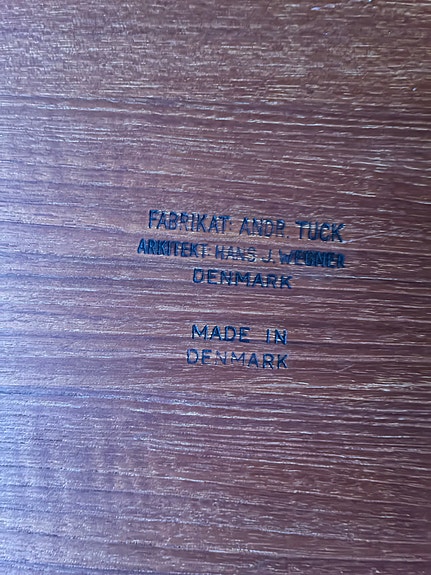 FABRIKAT: ANDR. TUCK
ARKITEKT: HANS J. WEGNER
DENMARK
MADE IN
DENMARK